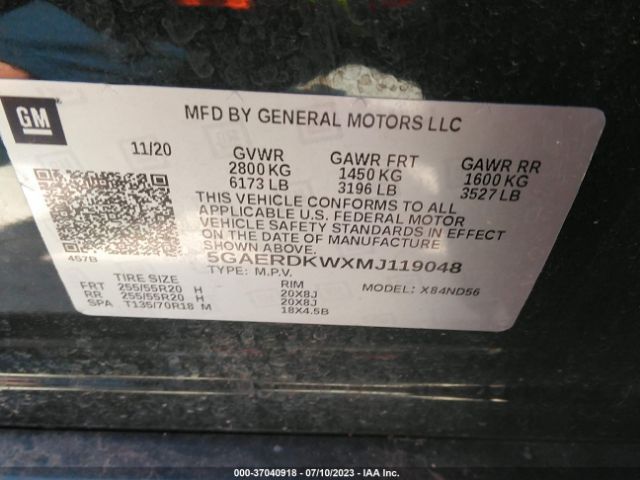 GM
MFD BY GENERAL MOTORS LLC
11/20 GVWR GAWR FRT GAWR RR
2800 KG 1450 KG 1600 KG
6173 LB 3196 LB 3527 LB
THIS VEHICLE CONFORMS TO ALL
APPLICABLE U.S. FEDERAL MOTOR
VEHICLE SAFETY STANDARDS IN EFFECT
ON THE DATE OF MANUFACTURE
SHOWN ABOVE
457B
5GAERDKWXMJ119048
TYPE: M.P.V. MODEL: X84ND56
TIRE SIZE RIM
FRT 255/55R20 H 20X8J
RR 255/55R20 H 20X8J
SPA T135/70R18 M 18X4.5B
000-37040918 - 07/10/2023 - IAA Inc.